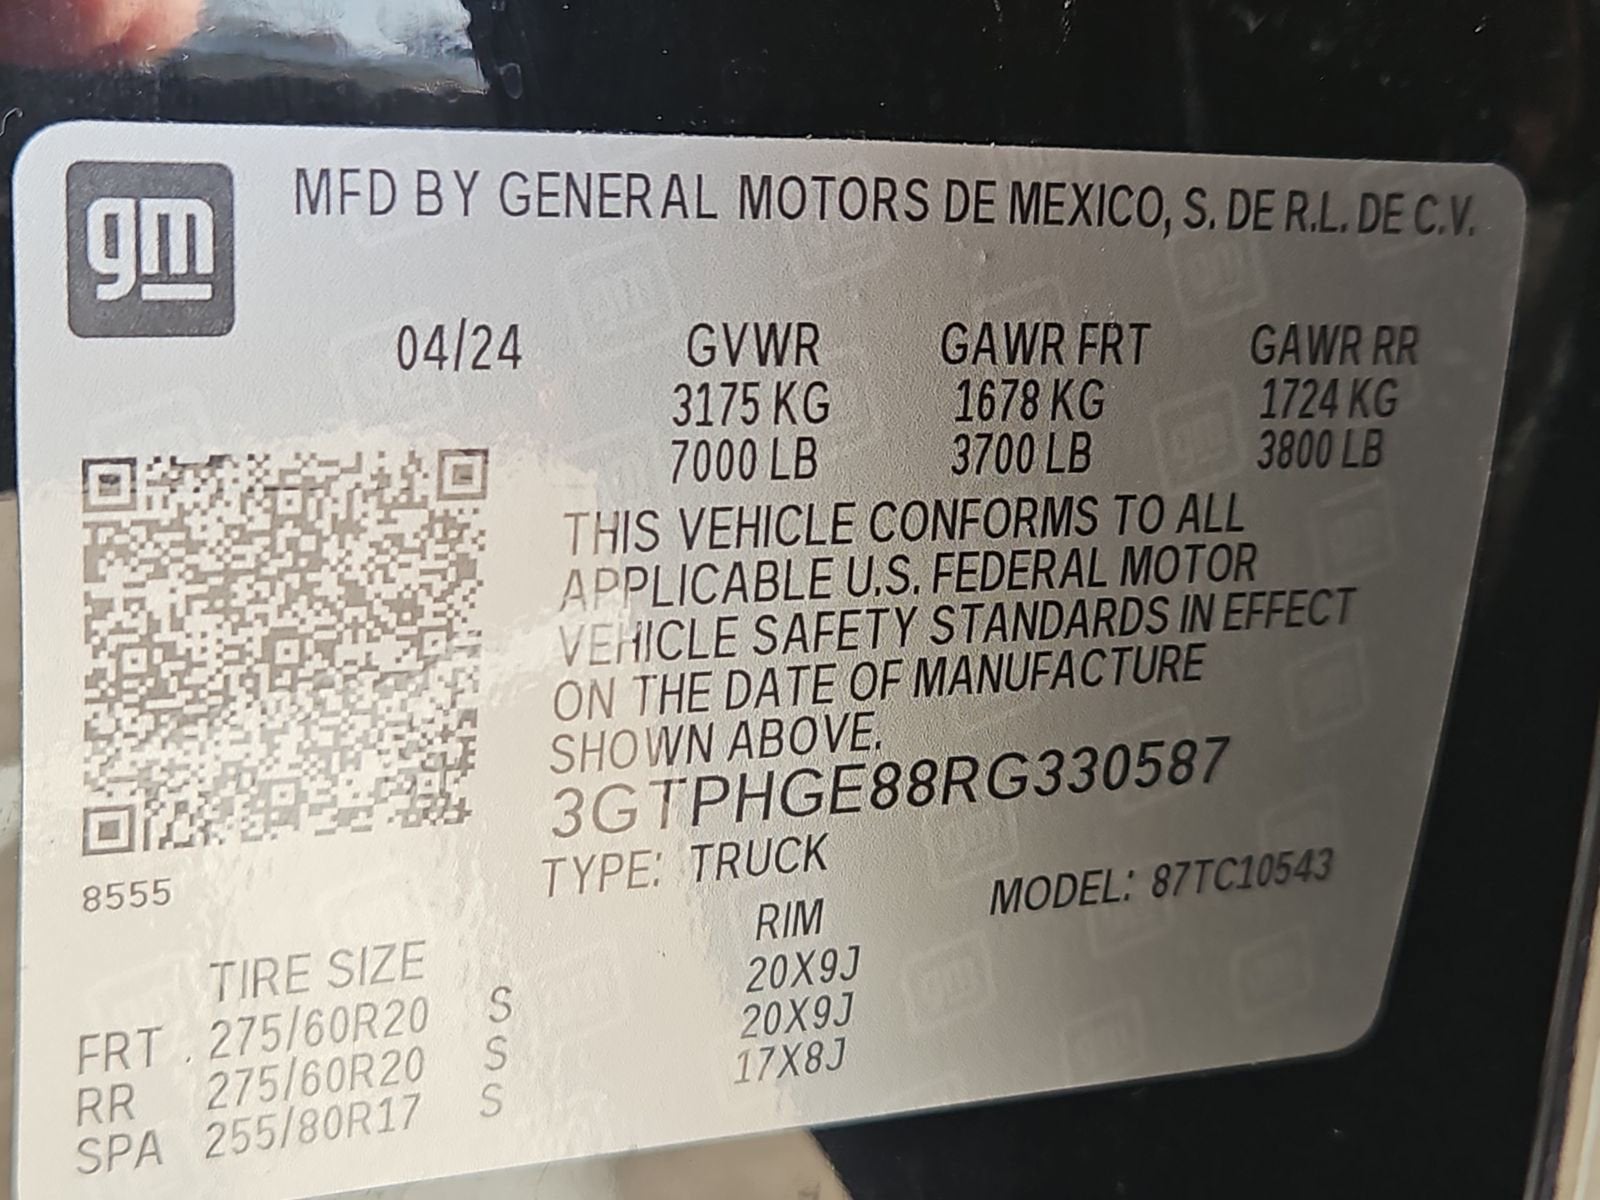 gm
MFD BY GENERAL MOTORS DE MEXICO, S. DE R.L. DE C.V.
04/24 GVWR GAWR FRT GAWR RR
3175 KG 1678 KG 1724 KG
7000 LB 3700 LB 3800 LB
THIS VEHICLE CONFORMS TO ALL
APPLICABLE U.S. FEDERAL MOTOR
VEHICLE SAFETY STANDARDS IN EFFECT
ON THE DATE OF MANUFACTURE
SHOWN ABOVE.
3GTPHGE88RG330587
TYPE: TRUCK MODEL: 87TC10543
8555
TIRE SIZE RIM
FRT 275/60R20 S 20X9J
RR 275/60R20 S 20X9J
SPA 255/80R17 S 17X8J